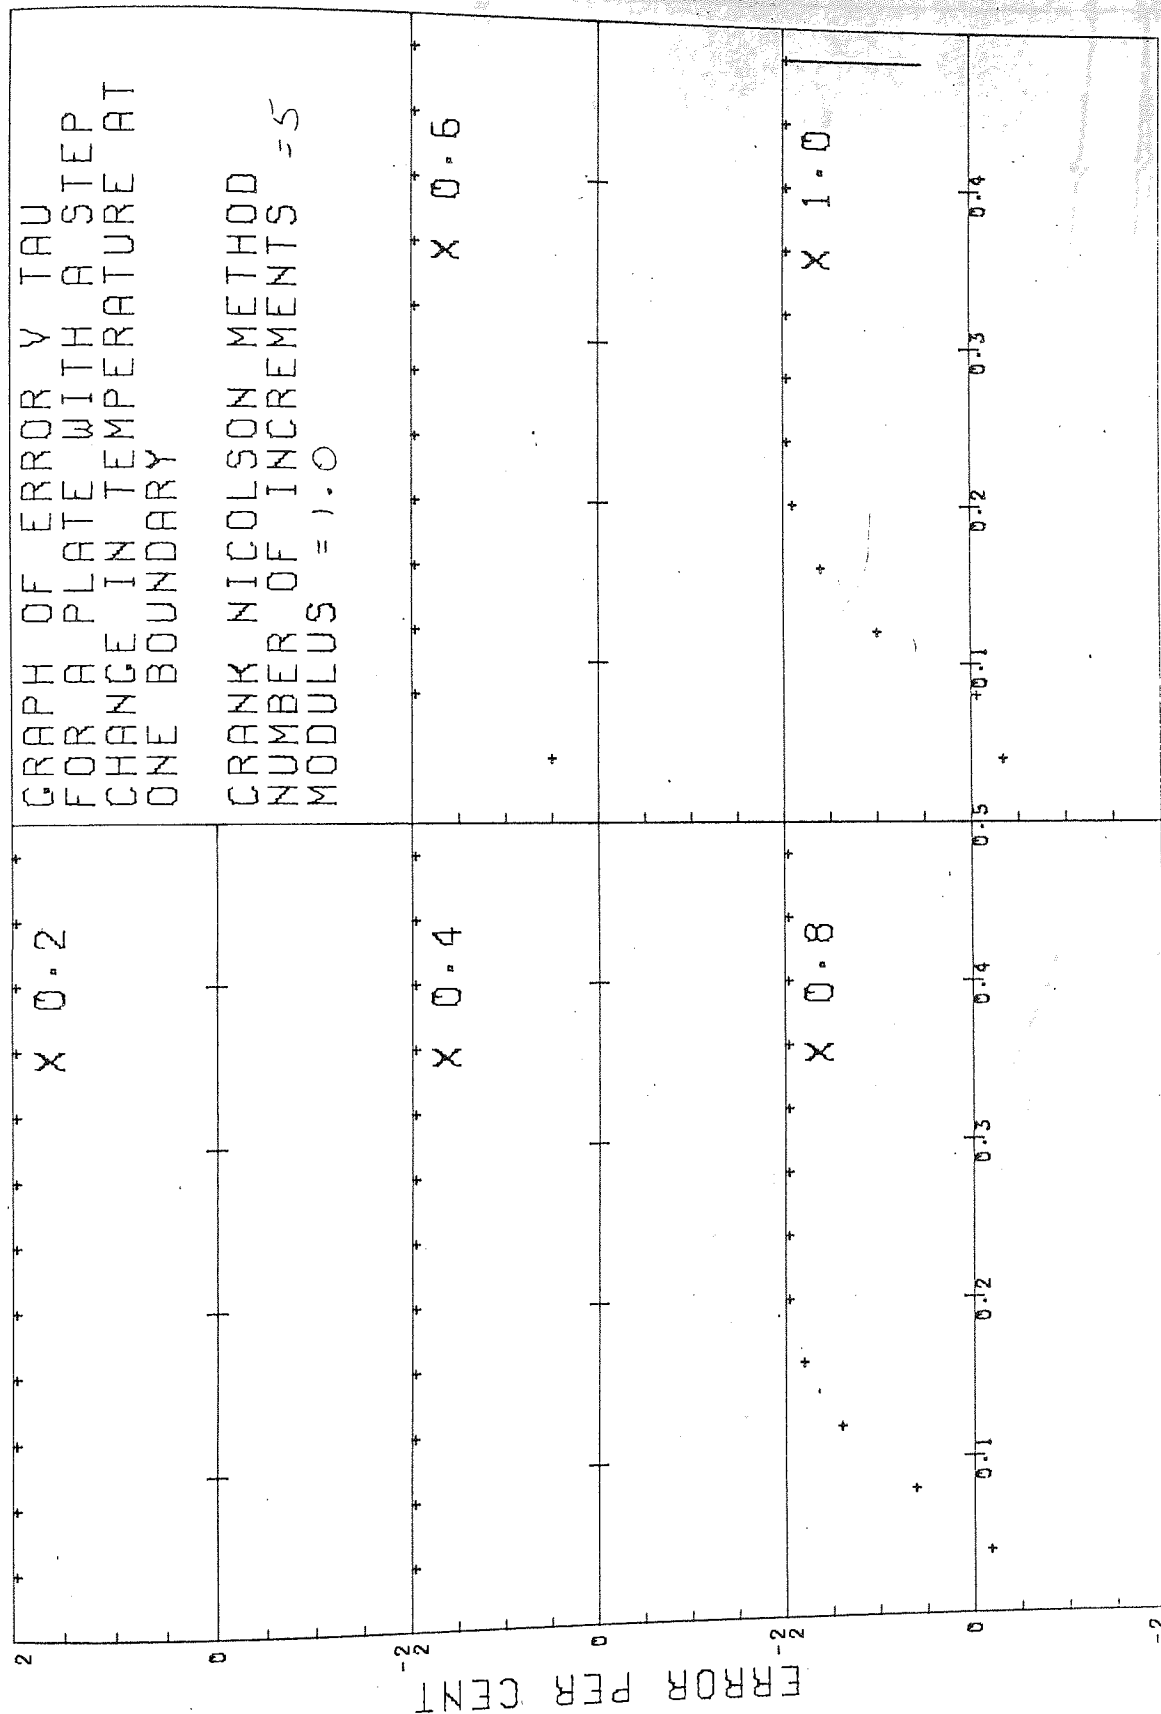 GRAPH OF ERROR V TAU
FOR A PLATE WITH A STEP
CHANGE IN TEMPERATURE AT
ONE BOUNDARY
CRANK NICOLSON METHOD
NUMBER OF INCREMENTS =5
MODULUS = 1.0
X 0.2
X 0.4
X 0.6
X 0.8
X 1.0
ERROR PER CENT
2
0
-2
2
0
-2
2
0
-2
0.1
0.2
0.3
0.4
0.5
0.1
0.2
0.3
0.4